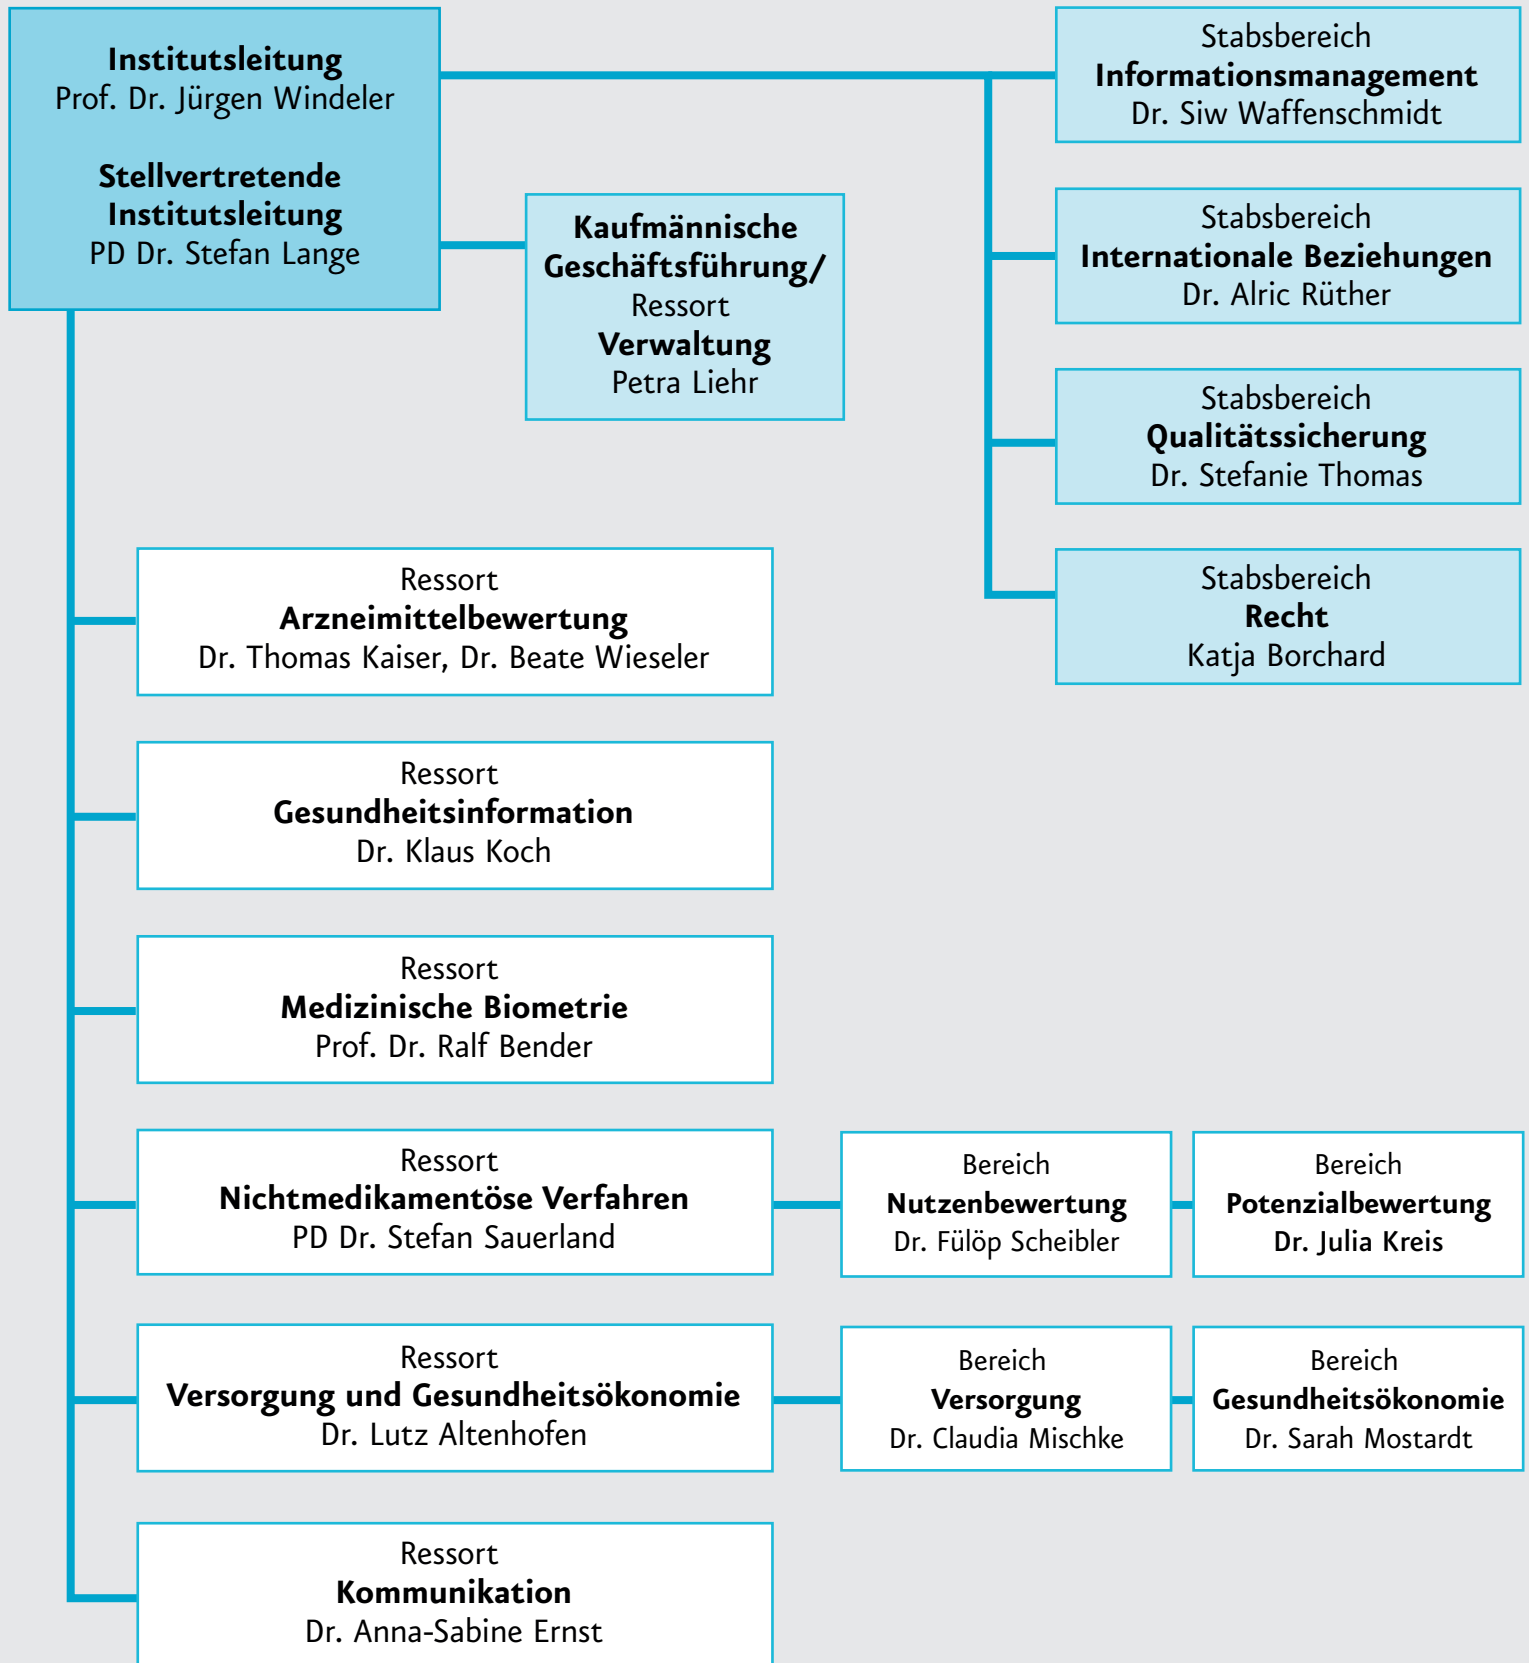 Institutsleitung
Prof. Dr. Jürgen Windeler
Stellvertretende
Institutsleitung
PD Dr. Stefan Lange
Kaufmännische
Geschäftsführung/
Ressort
Verwaltung
Petra Liehr
Stabsbereich
Informationsmanagement
Dr. Siw Waffenschmidt
Stabsbereich
Internationale Beziehungen
Dr. Alric Rüther
Stabsbereich
Qualitätssicherung
Dr. Stefanie Thomas
Stabsbereich
Recht
Katja Borchard
Ressort
Arzneimittelbewertung
Dr. Thomas Kaiser, Dr. Beate Wieseler
Ressort
Gesundheitsinformation
Dr. Klaus Koch
Ressort
Medizinische Biometrie
Prof. Dr. Ralf Bender
Ressort
Nichtmedikamentöse Verfahren
PD Dr. Stefan Sauerland
Bereich
Nutzenbewertung
Dr. Fülöp Scheibler
Bereich
Potenzialbewertung
Dr. Julia Kreis
Ressort
Versorgung und Gesundheitsökonomie
Dr. Lutz Altenhofen
Bereich
Versorgung
Dr. Claudia Mischke
Bereich
Gesundheitsökonomie
Dr. Sarah Mostardt
Ressort
Kommunikation
Dr. Anna-Sabine Ernst